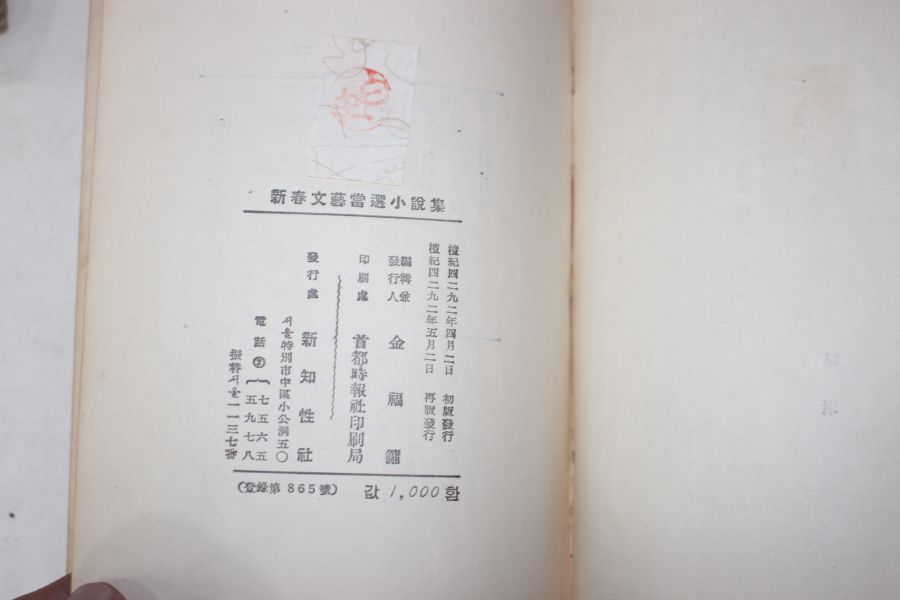 新春文藝當選小說集
檀紀四二九二年四月二日 初版發行
檀紀四二九二年五月二日 再版發行
編輯兼
發行人 金福鏞
印刷處 首都時報社印刷局
發行處 新知性社
서울特別市中區小公洞五〇
電話② 七五六五
五九七八
振替서울一一三七番
(登錄第865號) 값 1,000환